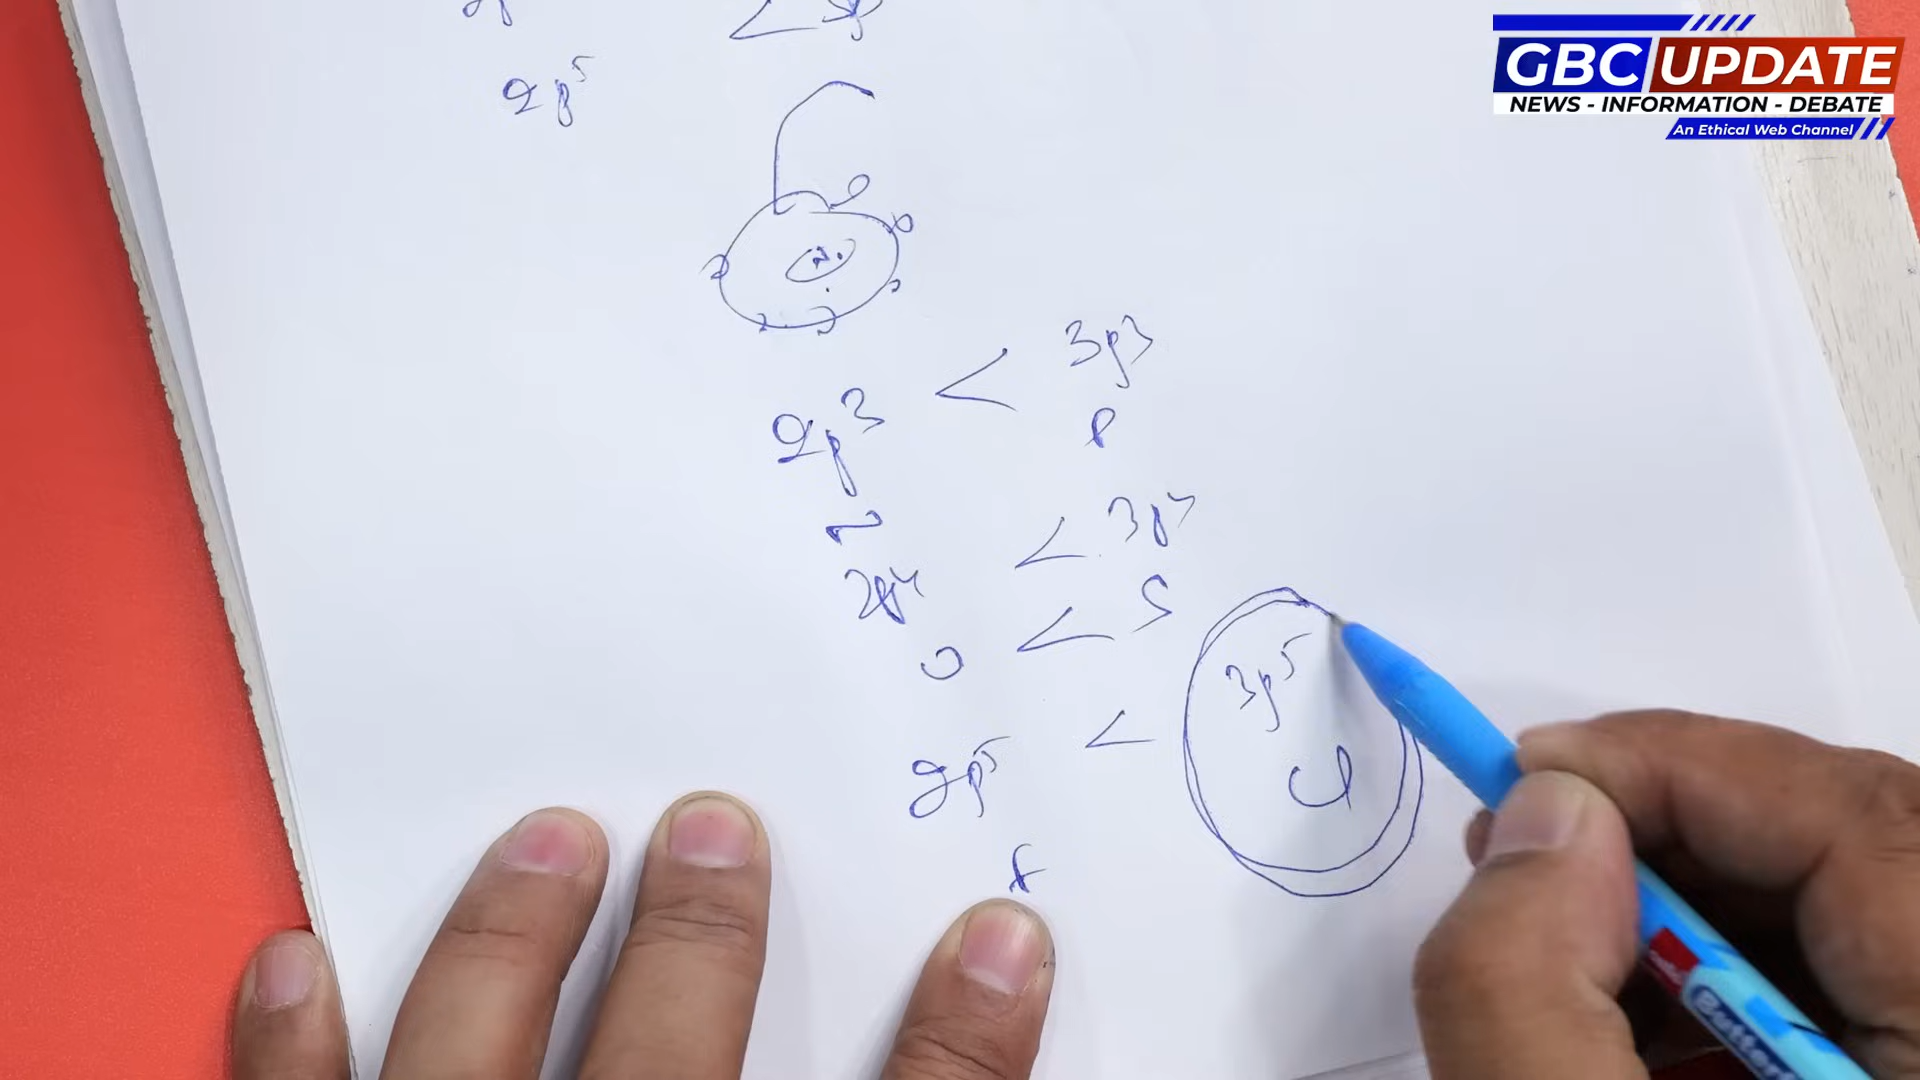 GBC UPDATE
NEWS - INFORMATION - DEBATE
An Ethical Web Channel
2p⁵
2p³ < 3p³
N P
2p⁴ < 3p⁴
O < S
2p⁵ < 3p⁵
F Cl